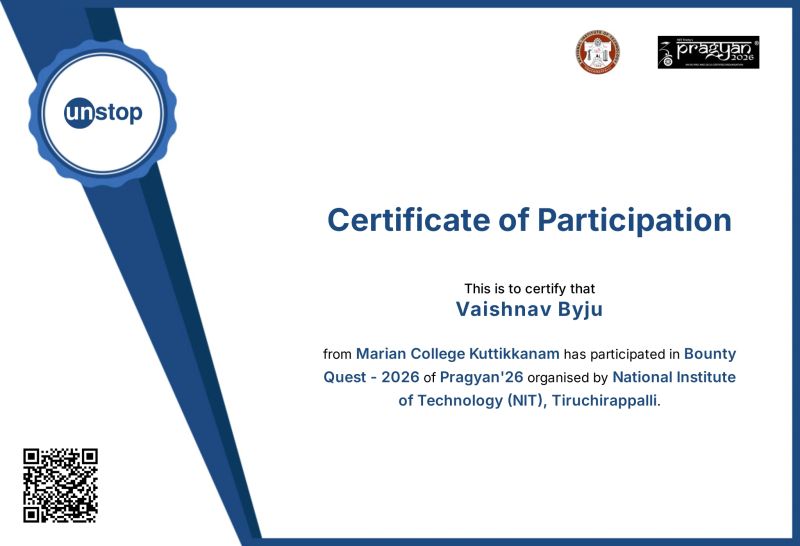 unstop
pragyan
2026
Certificate of Participation
This is to certify that
Vaishnav Byju
from Marian College Kuttikkanam has participated in Bounty
Quest - 2026 of Pragyan'26 organised by National Institute
of Technology (NIT), Tiruchirappalli.